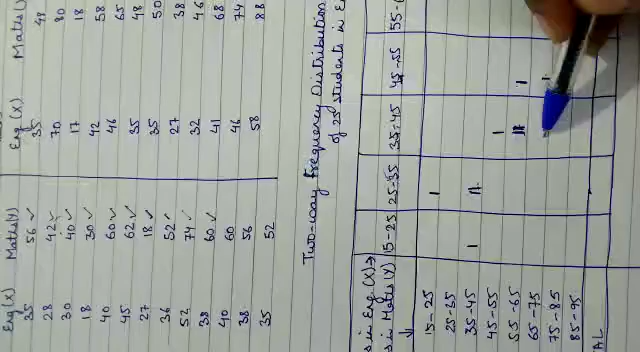 Eng (X) Maths(Y) Eng (X) Maths (
35 56 ✓ 35 49
28 42 ✓ 70 80
30 40 ✓ 17 18
18 30 ✓ 42 58
40 60 ✓ 46 65
45 62 ✓ 35 48
27 18 ✓ 35 50
36 52 ✓ 27 38
52 74 ✓ 32 46
38 60 ✓ 41 68
40 60 46 74
38 56 58 88
35 52
Two-way Frequency Distribution
of 25 students in E
s in Eng.(X)→ 15-25 25-35 35-45 45-55 55-6
s in Maths (Y)
↓
15-25 |
25-35
35-45 | ||
45-55 |
55-65 |
65-75 |
75-85
85-95
AL